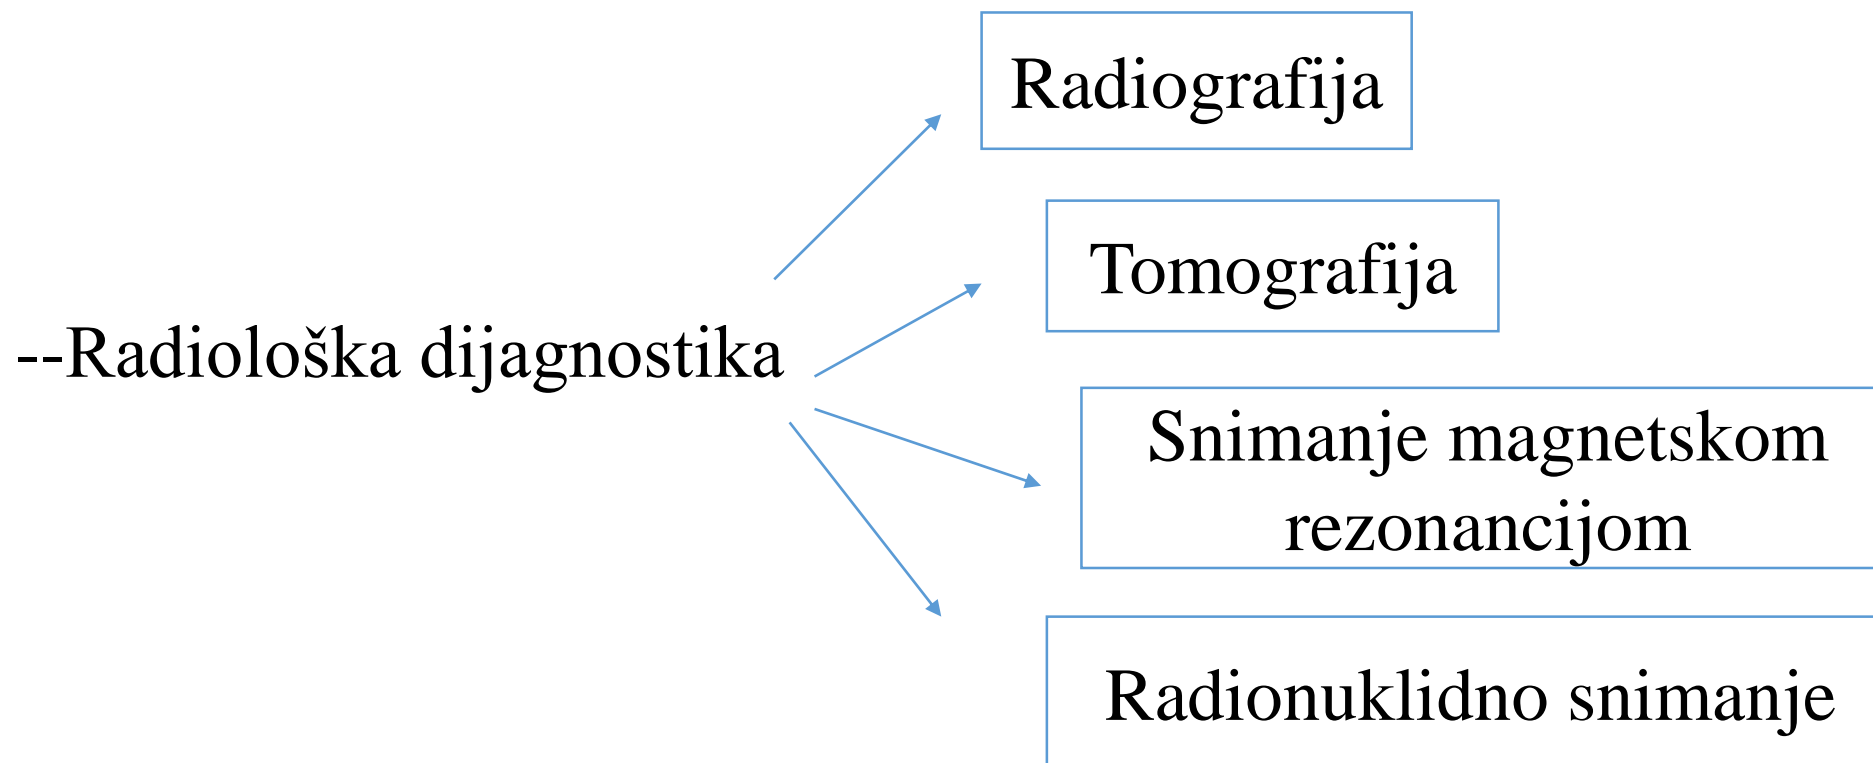 Radiografija
Tomografija
--Radiološka dijagnostika
Snimanje magnetskom
rezonancijom
Radionuklidno snimanje